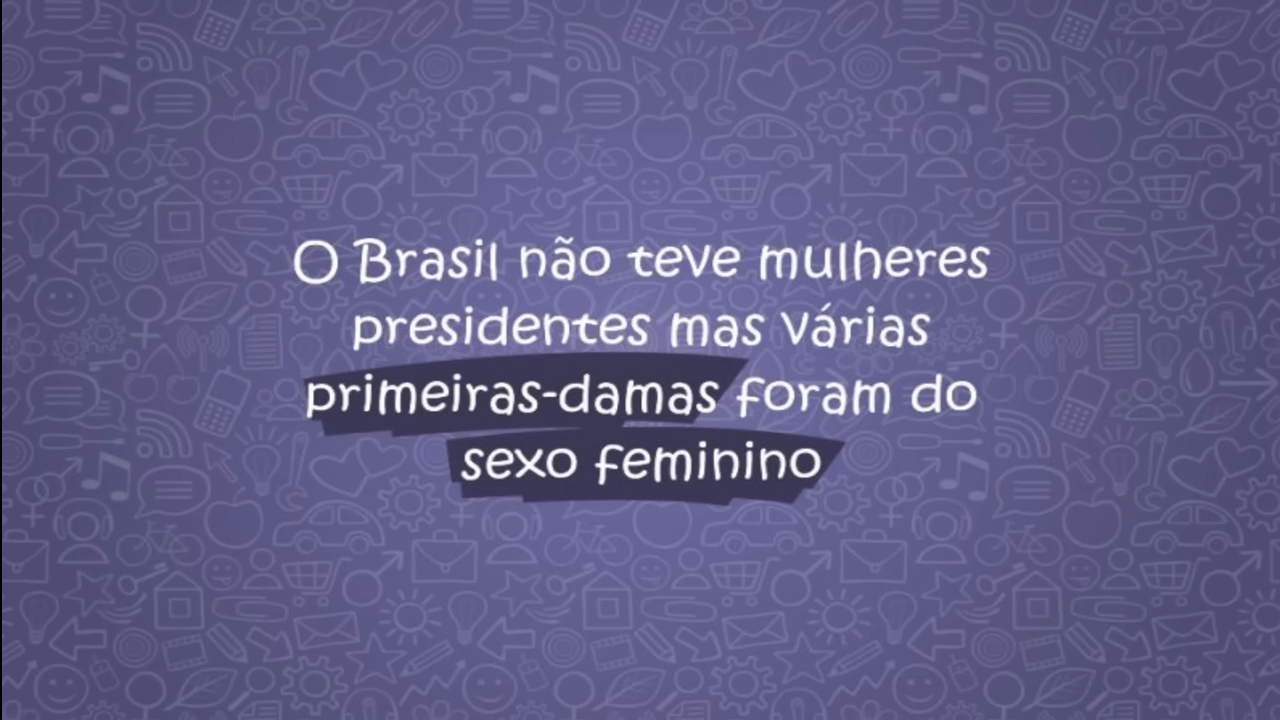 O Brasil não teve mulheres
presidentes mas várias
primeiras-damas foram do
sexo feminino